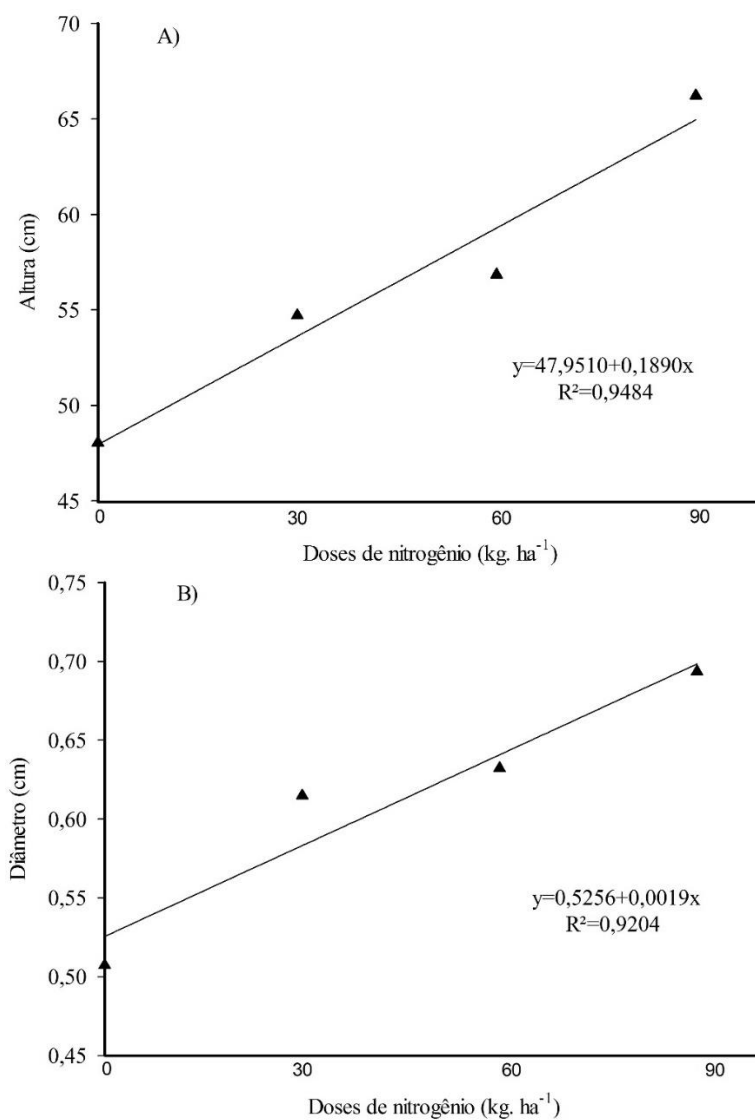 A)
70
65
60
55
50
45
Altura (cm)
y=47,9510+0,1890x
R²=0,9484
0 30 60 90
Doses de nitrogênio (kg. ha⁻¹)
B)
0,75
0,70
0,65
0,60
0,55
0,50
0,45
Diâmetro (cm)
y=0,5256+0,0019x
R²=0,9204
0 30 60 90
Doses de nitrogênio (kg. ha⁻¹)